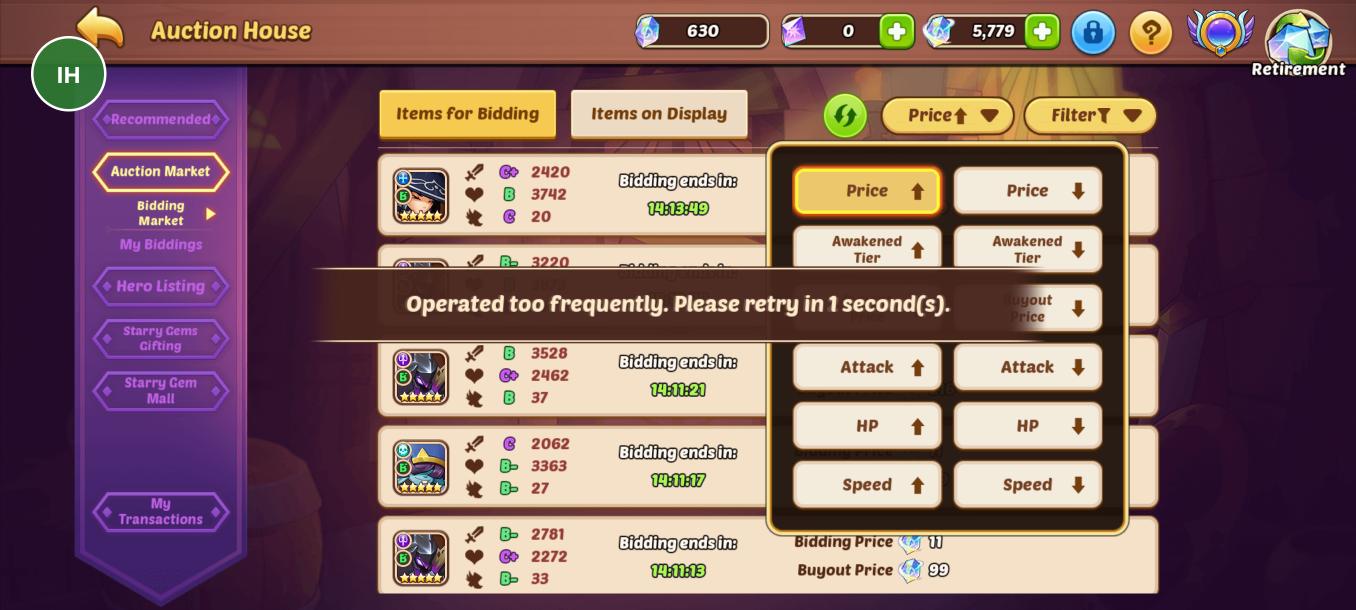 Auction House
630
0
5,779
Retirement
IH
Recommended
Auction Market
Bidding
Market
My Biddings
Hero Listing
Starry Gems
Gifting
Starry Gem
Mall
My
Transactions
Items for Bidding
Items on Display
Price
Filter
B
C+ 2420
B 3742
C 20
Bidding ends in:
14:13:49
B- 3220
Bidding ends in:
Operated too frequently. Please retry in 1 second(s).
B
B 3528
C+ 2462
B 37
Bidding ends in:
14:11:21
B
C 2062
B- 3363
B- 27
Bidding ends in:
14:11:17
B
B- 2781
C+ 2272
B- 33
Bidding ends in:
14:11:13
Bidding Price 11
Buyout Price 99
Price
Price
Awakened
Tier
Awakened
Tier
Buyout
Price
Attack
Attack
HP
HP
Speed
Speed